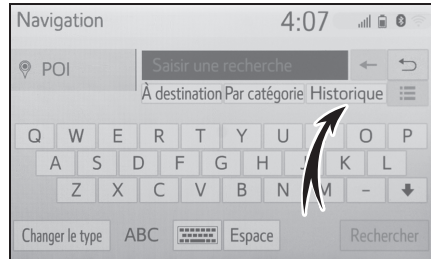 Navigation 4:07
POI Saisir une recherche
À destination Par catégorie Historique
Q W E R T Y U O P
A S D F G H J K L
Z X C V B N M -
Changer le type ABC Espace Rechercher